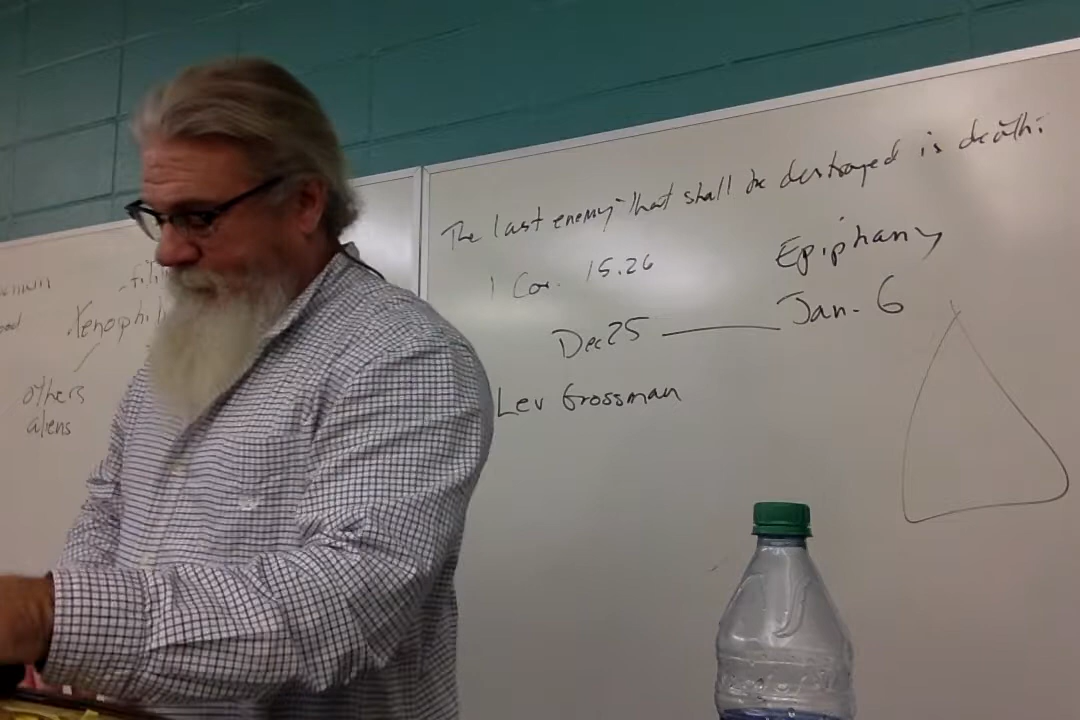 The last enemy that shall be destroyed is death.
1 Cor. 15.26
Epiphany
Dec 25 — Jan. 6
Lev Grossman
others
aliens